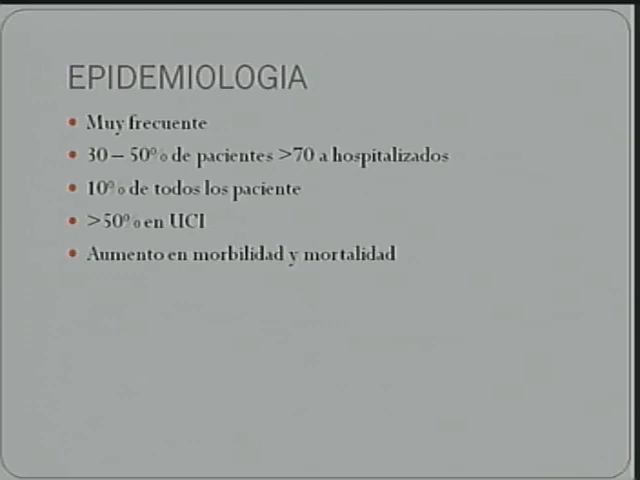 EPIDEMIOLOGIA
• Muy frecuente
• 30 – 50% de pacientes >70 a hospitalizados
• 10% de todos los paciente
• >50% en UCI
• Aumento en morbilidad y mortalidad